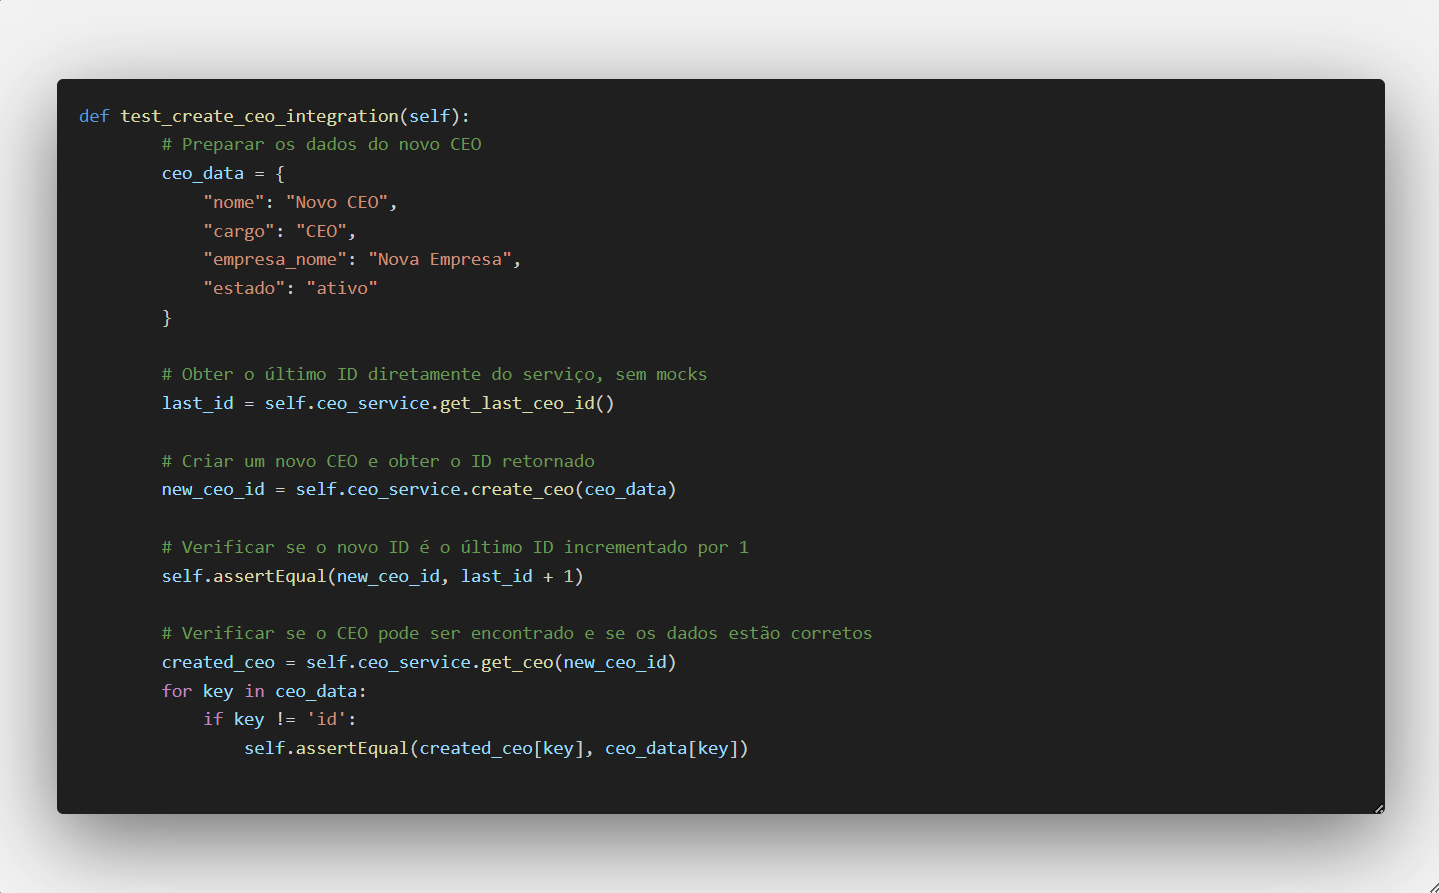 def test_create_ceo_integration(self):
        # Preparar os dados do novo CEO
        ceo_data = {
            "nome": "Novo CEO",
            "cargo": "CEO",
            "empresa_nome": "Nova Empresa",
            "estado": "ativo"
        }

        # Obter o último ID diretamente do serviço, sem mocks
        last_id = self.ceo_service.get_last_ceo_id()

        # Criar um novo CEO e obter o ID retornado
        new_ceo_id = self.ceo_service.create_ceo(ceo_data)

        # Verificar se o novo ID é o último ID incrementado por 1
        self.assertEqual(new_ceo_id, last_id + 1)

        # Verificar se o CEO pode ser encontrado e se os dados estão corretos
        created_ceo = self.ceo_service.get_ceo(new_ceo_id)
        for key in ceo_data:
            if key != 'id':
                self.assertEqual(created_ceo[key], ceo_data[key])